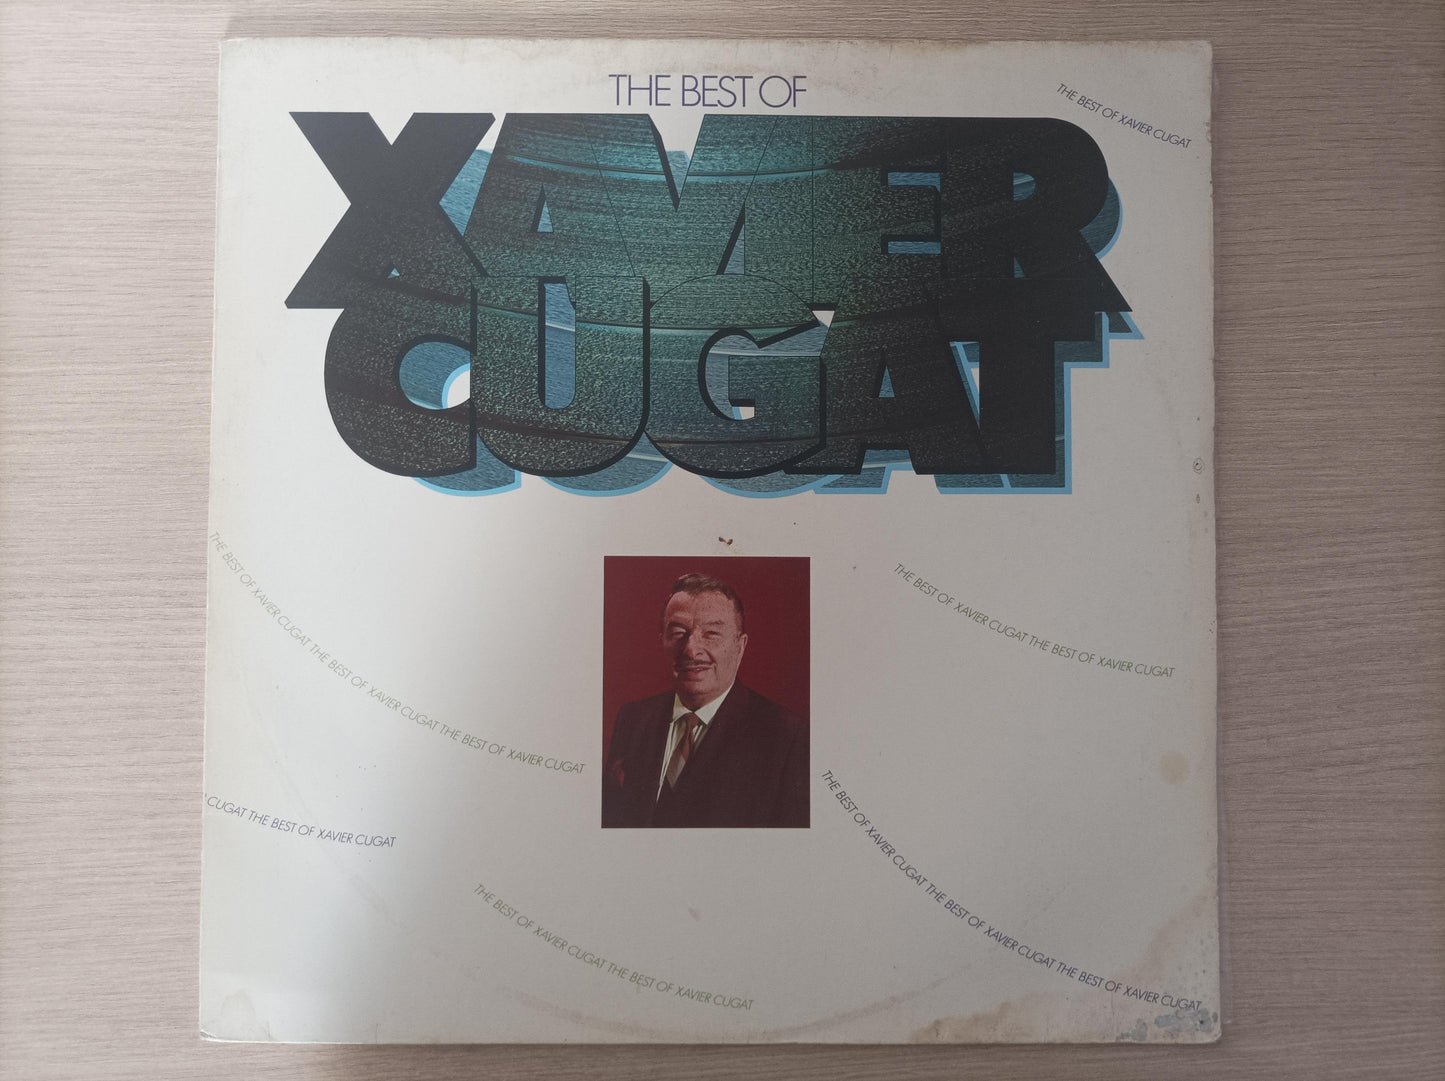 THE BEST OF
XAVIER
CUGAT
THE BEST OF XAVIER CUGAT
THE BEST OF XAVIER CUGAT THE BEST OF XAVIER CUGAT THE BEST OF XAVIER CUGAT
THE BEST OF XAVIER CUGAT THE BEST OF XAVIER CUGAT
CUGAT THE BEST OF XAVIER CUGAT
THE BEST OF XAVIER CUGAT THE BEST OF XAVIER CUGAT THE BEST OF XAVIER CUGAT
THE BEST OF XAVIER CUGAT THE BEST OF XAVIER CUGAT